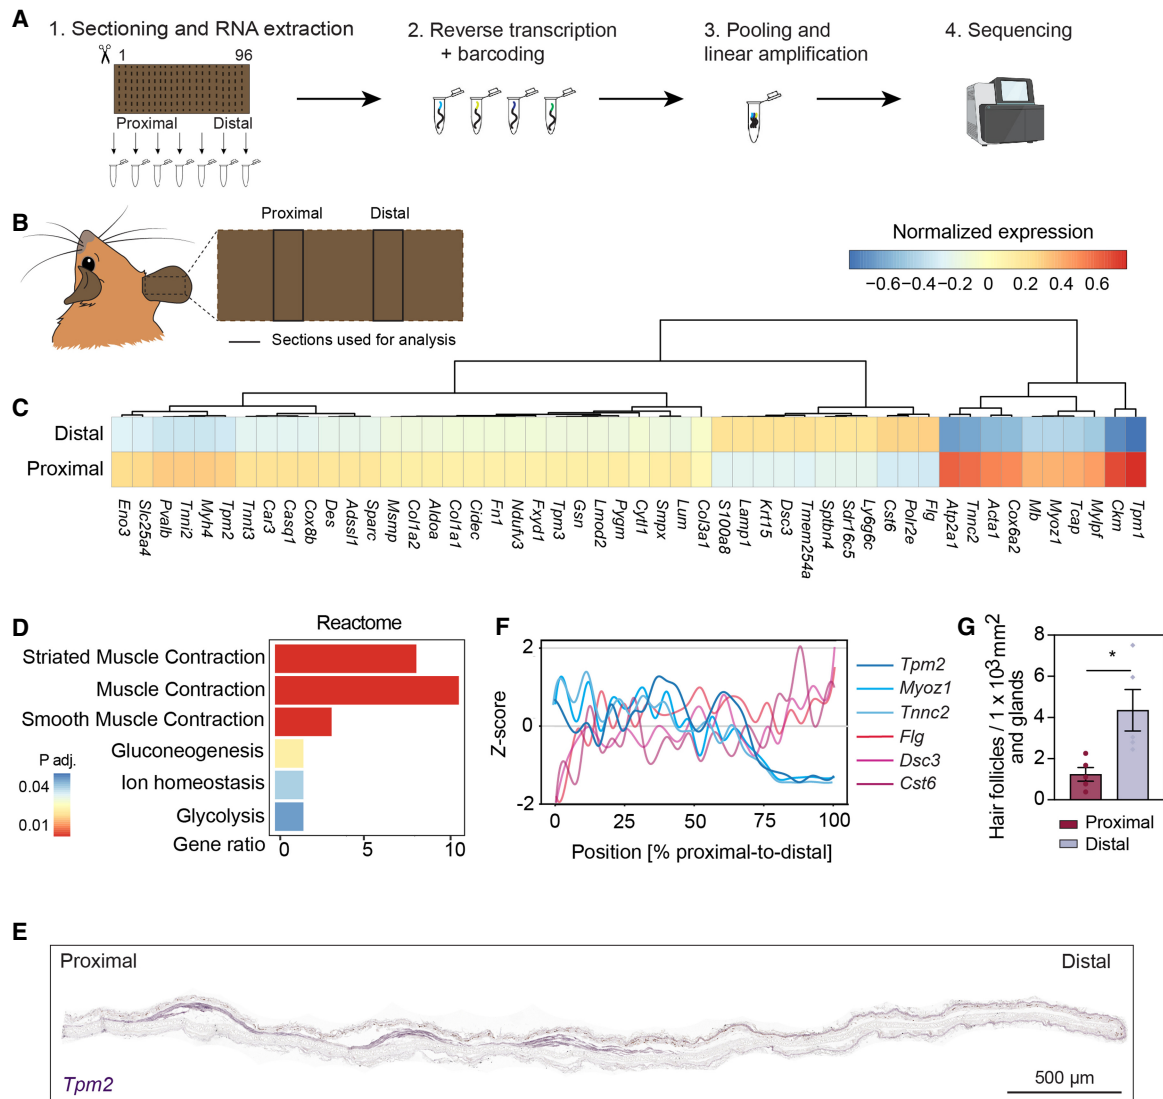 A
1. Sectioning and RNA extraction
2. Reverse transcription
+ barcoding
3. Pooling and
linear amplification
4. Sequencing
1
96
Proximal
Distal
B
Proximal
Distal
Sections used for analysis
Normalized expression
−0.6 −0.4 −0.2 0 0.2 0.4 0.6
C
Distal
Proximal
Eno3
Slc25a4
Pvalb
Tnni2
Myh4
Tpm2
Tnnt3
Car3
Casq1
Cox8b
Des
Adssl1
Sparc
Msmp
Col1a2
Aldoa
Col1a1
Cidec
Fn1
Ndufv3
Fxyd1
Tpm3
Gsn
Lmod2
Pygm
Cytl1
Smpx
Lum
Col3a1
S100a8
Lamp1
Krt15
Dsc3
Tmem254a
Sptbn4
Sdr16c5
Ly6g6c
Cst6
Polr2e
Flg
Atp2a1
Tnnc2
Acta1
Cox6a2
Mb
Myoz1
Tcap
Mylpf
Ckm
Tpm1
D
Reactome
Striated Muscle Contraction
Muscle Contraction
Smooth Muscle Contraction
Gluconeogenesis
Ion homeostasis
Glycolysis
Gene ratio
0 5 10
P adj.
0.04
0.01
F
Z-score
2
0
-2
0 25 50 75 100
Position [% proximal-to-distal]
Tpm2
Myoz1
Tnnc2
Flg
Dsc3
Cst6
G
Hair follicles / 1 x 10³mm²
and glands
8
6
4
2
0
*
Proximal
Distal
E
Proximal
Distal
Tpm2
500 µm